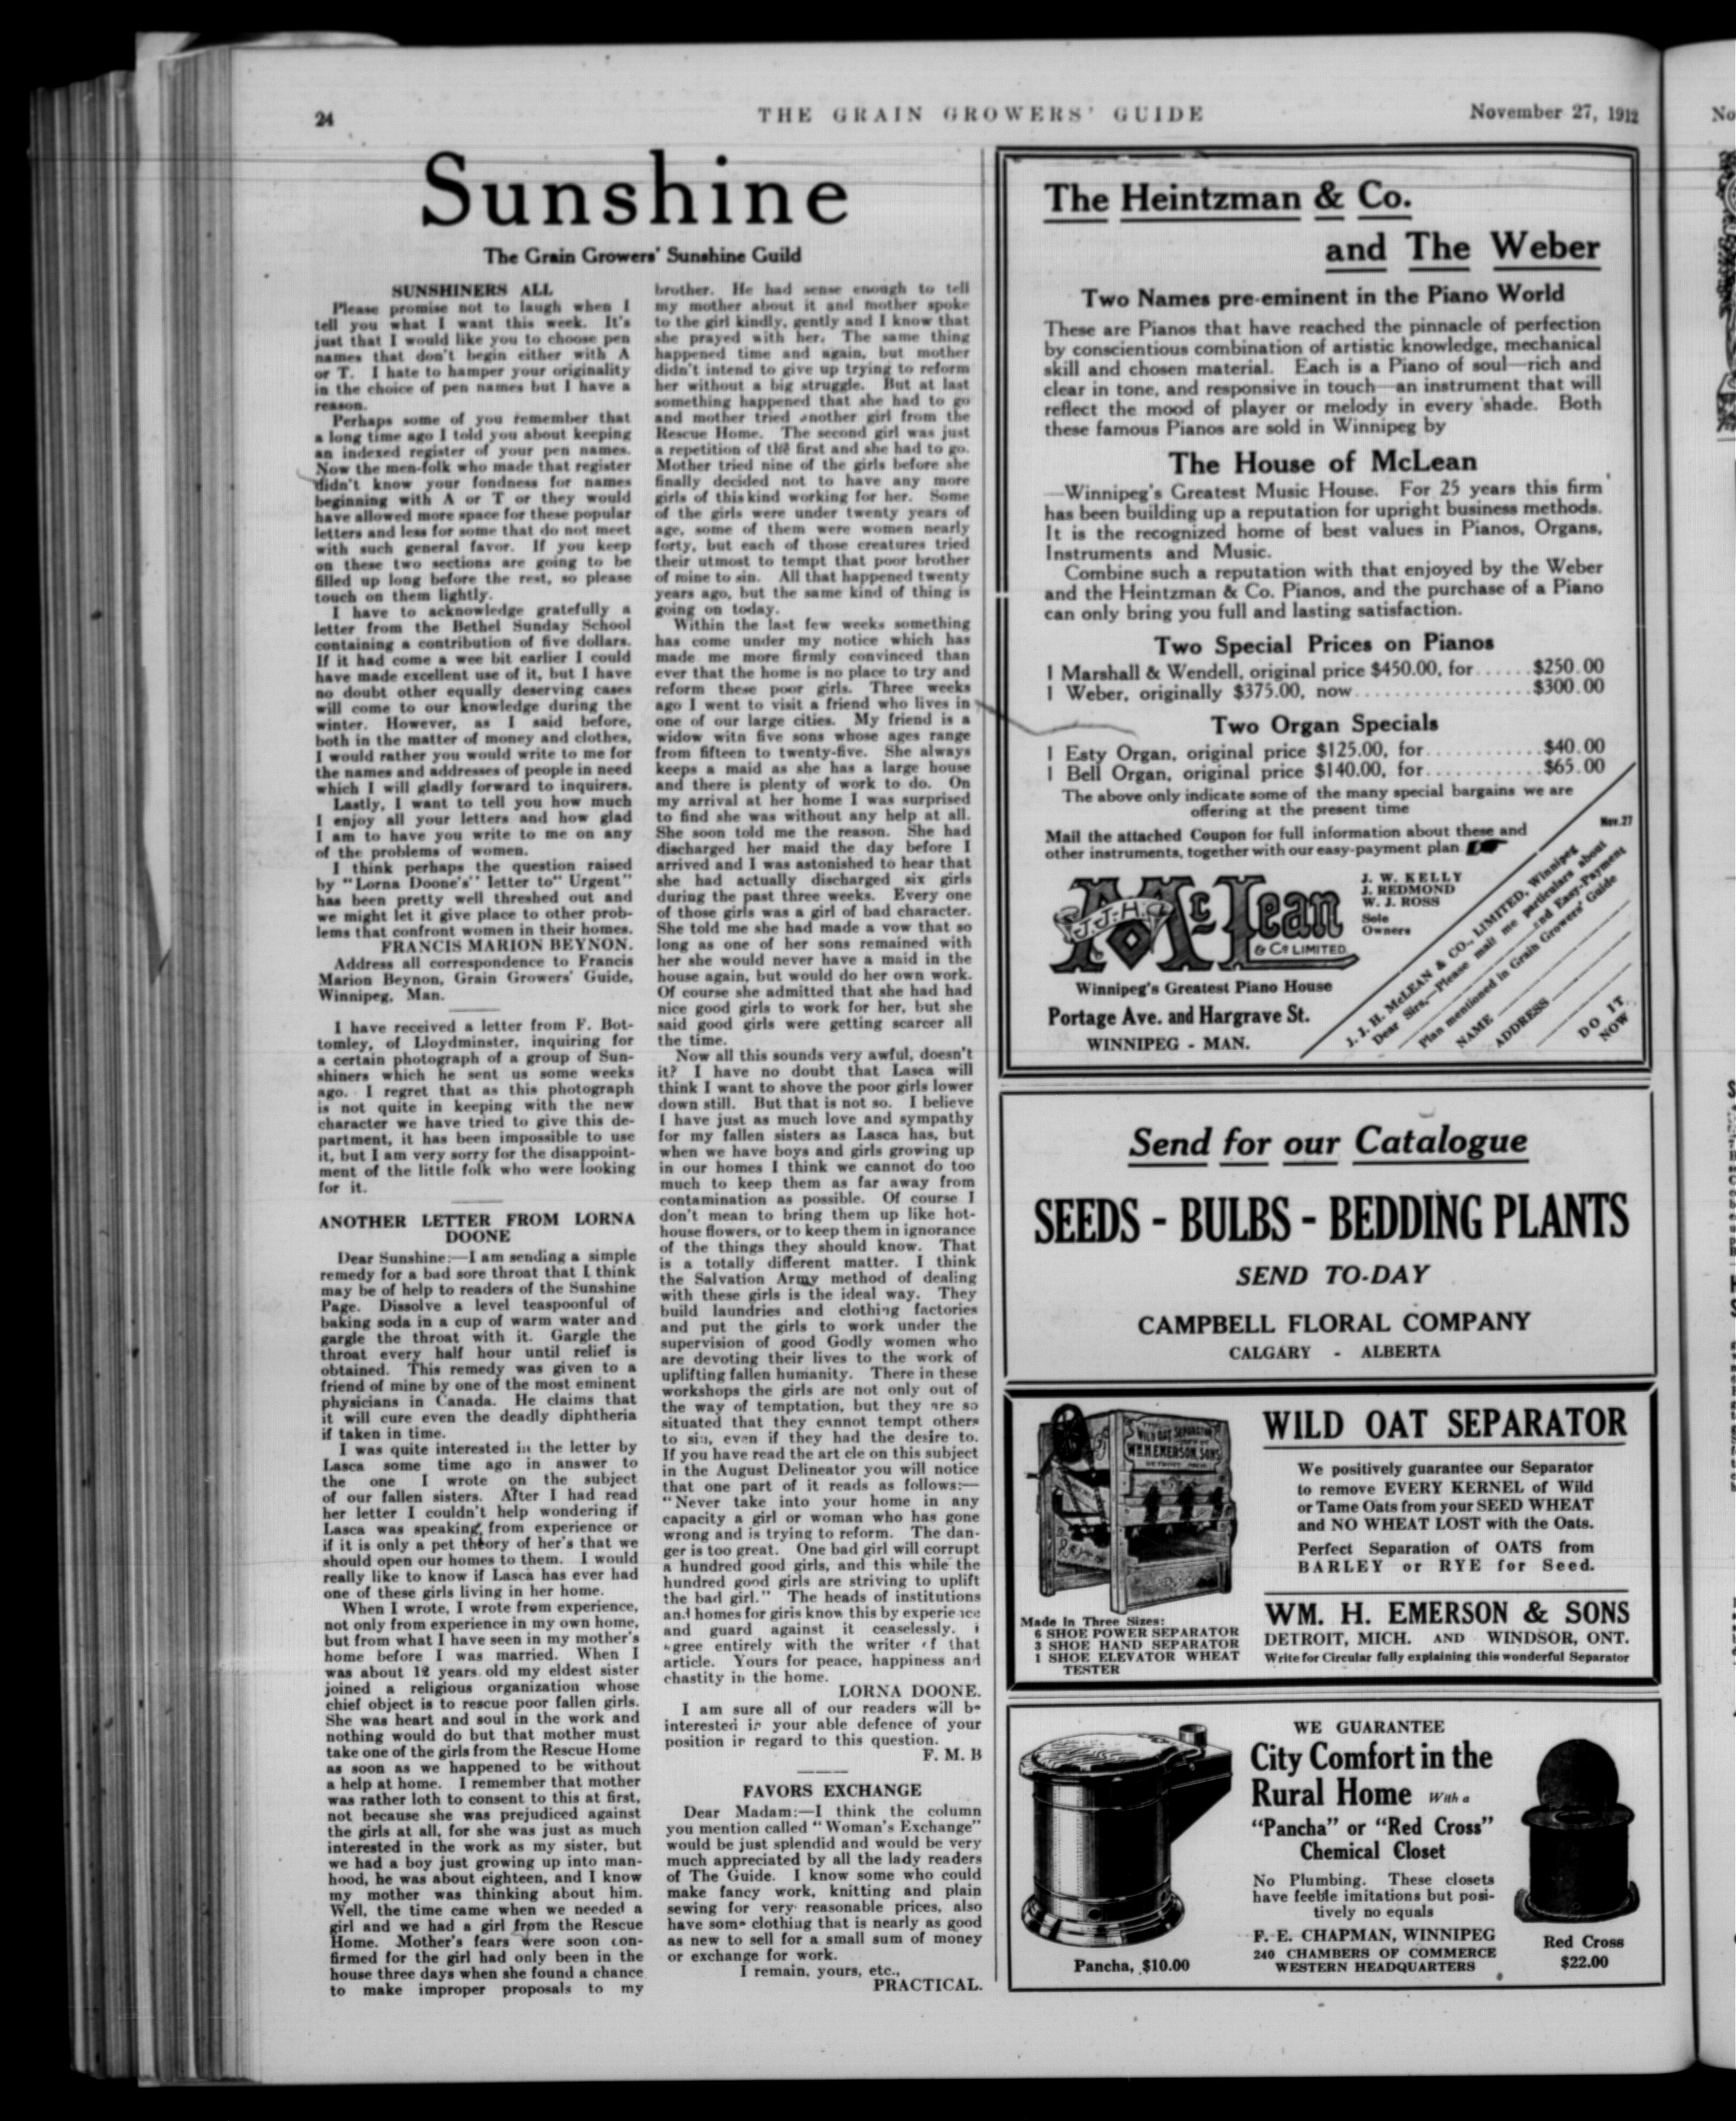 24
THE GRAIN GROWERS' GUIDE
November 27, 1912
Sunshine
The Grain Growers' Sunshine Guild
SUNSHINERS ALL
Please promise not to laugh when I
tell you what I want this week. It's
just that I would like you to choose pen
names that don't begin either with A
or T. I hate to hamper your originality
in the choice of pen names but I have a
reason.
Perhaps some of you remember that
a long time ago I told you about keeping
an indexed register of your pen names.
Now the men-folk who made that register
didn't know your fondness for names
beginning with A or T or they would
have allowed more space for these popular
letters and less for some that do not meet
with such general favor. If you keep
on these two sections are going to be
filled up long before the rest, so please
touch on them lightly.
I have to acknowledge gratefully a
letter from the Bethel Sunday School
containing a contribution of five dollars.
If it had come a wee bit earlier I could
have made excellent use of it, but I have
no doubt other equally deserving cases
will come to our knowledge during the
winter. However, as I said before,
both in the matter of money and clothes,
I would rather you would write to me for
the names and addresses of people in need
which I will gladly forward to inquirers.
Lastly, I want to tell you how much
I enjoy all your letters and how glad
I am to have you write to me on any
of the problems of women.
I think perhaps the question raised
by "Lorna Doone's" letter to "Urgent"
has been pretty well threshed out and
we might let it give place to other prob-
lems that confront women in their homes.
FRANCIS MARION BEYNON.
Address all correspondence to Francis
Marion Beynon, Grain Growers' Guide,
Winnipeg, Man.
I have received a letter from F. Bot-
tomley, of Lloydminster, inquiring for
a certain photograph of a group of Sun-
shiners which he sent us some weeks
ago. I regret that as this photograph
is not quite in keeping with the new
character we have tried to give this de-
partment, it has been impossible to use
it, but I am very sorry for the disappoint-
ment of the little folk who were looking
for it.
ANOTHER LETTER FROM LORNA
DOONE
Dear Sunshine:—I am sending a simple
remedy for a bad sore throat that I think
may be of help to readers of the Sunshine
Page. Dissolve a level teaspoonful of
baking soda in a cup of warm water and
gargle the throat with it. Gargle the
throat every half hour until relief is
obtained. This remedy was given to a
friend of mine by one of the most eminent
physicians in Canada. He claims that
it will cure even the deadly diphtheria
if taken in time.
I was quite interested in the letter by
Lasca some time ago in answer to
the one I wrote on the subject
of our fallen sisters. After I had read
her letter I couldn't help wondering if
Lasca was speaking from experience or
if it is only a pet theory of her's that we
should open our homes to them. I would
really like to know if Lasca has ever had
one of these girls living in her home.
When I wrote, I wrote from experience,
not only from experience in my own home,
but from what I have seen in my mother's
home before I was married. When I
was about 12 years old my eldest sister
joined a religious organization whose
chief object is to rescue poor fallen girls.
She was heart and soul in the work and
nothing would do but that mother must
take one of the girls from the Rescue Home
as soon as we happened to be without
a help at home. I remember that mother
was rather loth to consent to this at first,
not because she was prejudiced against
the girls at all, for she was just as much
interested in the work as my sister, but
we had a boy just growing up into man-
hood, he was about eighteen, and I know
my mother was thinking about him.
Well, the time came when we needed a
girl and we had a girl from the Rescue
Home. Mother's fears were soon con-
firmed for the girl had only been in the
house three days when she found a chance
to make improper proposals to my
brother. He had sense enough to tell
my mother about it and mother spoke
to the girl kindly, gently and I know that
she prayed with her. The same thing
happened time and again, but mother
didn't intend to give up trying to reform
her without a big struggle. But at last
something happened that she had to go
and mother tried another girl from the
Rescue Home. The second girl was just
a repetition of the first and she had to go.
Mother tried nine of the girls before she
finally decided not to have any more
girls of this kind working for her. Some
of the girls were under twenty years of
age, some of them were women nearly
forty, but each of those creatures tried
their utmost to tempt that poor brother
of mine to sin. All that happened twenty
years ago, but the same kind of thing is
going on today.
Within the last few weeks something
has come under my notice which has
made me more firmly convinced than
ever that the home is no place to try and
reform these poor girls. Three weeks
ago I went to visit a friend who lives in
one of our large cities. My friend is a
widow with five sons whose ages range
from fifteen to twenty-five. She always
keeps a maid as she has a large house
and there is plenty of work to do. On
my arrival at her home I was surprised
to find she was without any help at all.
She soon told me the reason. She had
discharged her maid the day before I
arrived and I was astonished to hear that
she had actually discharged six girls
during the past three weeks. Every one
of those girls was a girl of bad character.
She told me she had made a vow that so
long as one of her sons remained with
her she would never have a maid in the
house again, but would do her own work.
Of course she admitted that she had had
nice good girls to work for her, but she
said good girls were getting scarcer all
the time.
Now all this sounds very awful, doesn't
it? I have no doubt that Lasca will
think I want to shove the poor girls lower
down still. But that is not so. I believe
I have just as much love and sympathy
for my fallen sisters as Lasca has, but
when we have boys and girls growing up
in our homes I think we cannot do too
much to keep them as far away from
contamination as possible. Of course I
don't mean to bring them up like hot-
house flowers, or to keep them in ignorance
of the things they should know. That
is a totally different matter. I think
the Salvation Army method of dealing
with these girls is the ideal way. They
build laundries and clothing factories
and put the girls to work under the
supervision of good Godly women who
are devoting their lives to the work of
uplifting fallen humanity. There in these
workshops the girls are not only out of
the way of temptation, but they are so
situated that they cannot tempt others
to sin, even if they had the desire to.
If you have read the art cle on this subject
in the August Delineator you will notice
that one part of it reads as follows:—
"Never take into your home in any
capacity a girl or woman who has gone
wrong and is trying to reform. The dan-
ger is too great. One bad girl will corrupt
a hundred good girls, and this while the
hundred good girls are striving to uplift
the bad girl." The heads of institutions
and homes for girls know this by experience
and guard against it ceaselessly. I
agree entirely with the writer of that
article. Yours for peace, happiness and
chastity in the home.
LORNA DOONE.
I am sure all of our readers will be
interested in your able defence of your
position in regard to this question.
F. M. B
FAVORS EXCHANGE
Dear Madam:—I think the column
you mention called "Woman's Exchange"
would be just splendid and would be very
much appreciated by all the lady readers
of The Guide. I know some who could
make fancy work, knitting and plain
sewing for very reasonable prices, also
have some clothing that is nearly as good
as new to sell for a small sum of money
or exchange for work.
I remain, yours, etc.,
PRACTICAL.
The Heintzman & Co.
and The Weber
Two Names pre-eminent in the Piano World
These are Pianos that have reached the pinnacle of perfection
by conscientious combination of artistic knowledge, mechanical
skill and chosen material. Each is a Piano of soul—rich and
clear in tone, and responsive in touch—an instrument that will
reflect the mood of player or melody in every shade. Both
these famous Pianos are sold in Winnipeg by
The House of McLean
—Winnipeg's Greatest Music House. For 25 years this firm
has been building up a reputation for upright business methods.
It is the recognized home of best values in Pianos, Organs,
Instruments and Music.
Combine such a reputation with that enjoyed by the Weber
and the Heintzman & Co. Pianos, and the purchase of a Piano
can only bring you full and lasting satisfaction.
Two Special Prices on Pianos
1 Marshall & Wendell, original price $450.00, for......$250.00
1 Weber, originally $375.00, now.................$300.00
Two Organ Specials
1 Esty Organ, original price $125.00, for............$40.00
1 Bell Organ, original price $140.00, for............$65.00
The above only indicate some of the many special bargains we are
offering at the present time
Mail the attached Coupon for full information about these and
other instruments, together with our easy-payment plan
J.J.H. McLean
& Co LIMITED
J. W. KELLY
J. REDMOND
W. J. ROSS
Sole
Owners
Winnipeg's Greatest Piano House
Portage Ave. and Hargrave St.
WINNIPEG - MAN.
Nov.27
J. J. H. McLEAN & CO., LIMITED, Winnipeg
Dear Sirs,—Please mail me particulars about
and Easy-Payment
Plan mentioned in Grain Growers' Guide
NAME
ADDRESS
DO IT
NOW
Send for our Catalogue
SEEDS - BULBS - BEDDING PLANTS
SEND TO-DAY
CAMPBELL FLORAL COMPANY
CALGARY - ALBERTA
WILD OAT SEPARATOR
WM.H.EMERSON & SONS
DETROIT, MICH.
Made in Three Sizes:
6 SHOE POWER SEPARATOR
3 SHOE HAND SEPARATOR
1 SHOE ELEVATOR WHEAT
TESTER
WILD OAT SEPARATOR
We positively guarantee our Separator
to remove EVERY KERNEL of Wild
or Tame Oats from your SEED WHEAT
and NO WHEAT LOST with the Oats.
Perfect Separation of OATS from
BARLEY or RYE for Seed.
WM. H. EMERSON & SONS
DETROIT, MICH. AND WINDSOR, ONT.
Write for Circular fully explaining this wonderful Separator
WE GUARANTEE
City Comfort in the
Rural Home With a
"Pancha" or "Red Cross"
Chemical Closet
No Plumbing. These closets
have feeble imitations but posi-
tively no equals
F. E. CHAPMAN, WINNIPEG
240 CHAMBERS OF COMMERCE
WESTERN HEADQUARTERS
Pancha, $10.00
Red Cross
$22.00
No